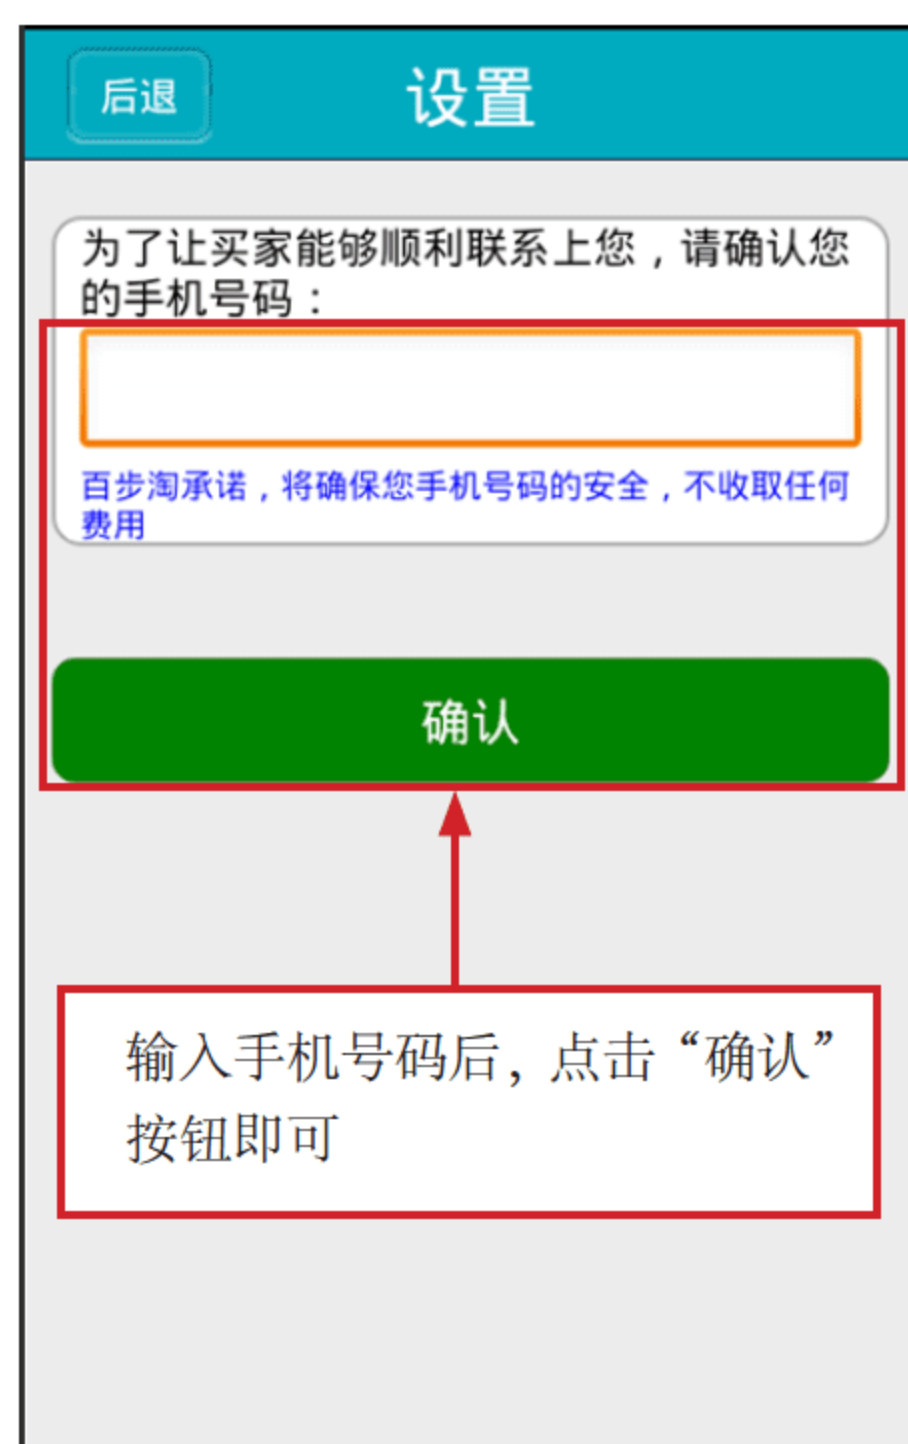 后退
设置
为了让买家能够顺利联系上您，请确认您
的手机号码：
百步淘承诺，将确保您手机号码的安全，不收取任何
费用
确认
输入手机号码后，点击“确认”
按钮即可